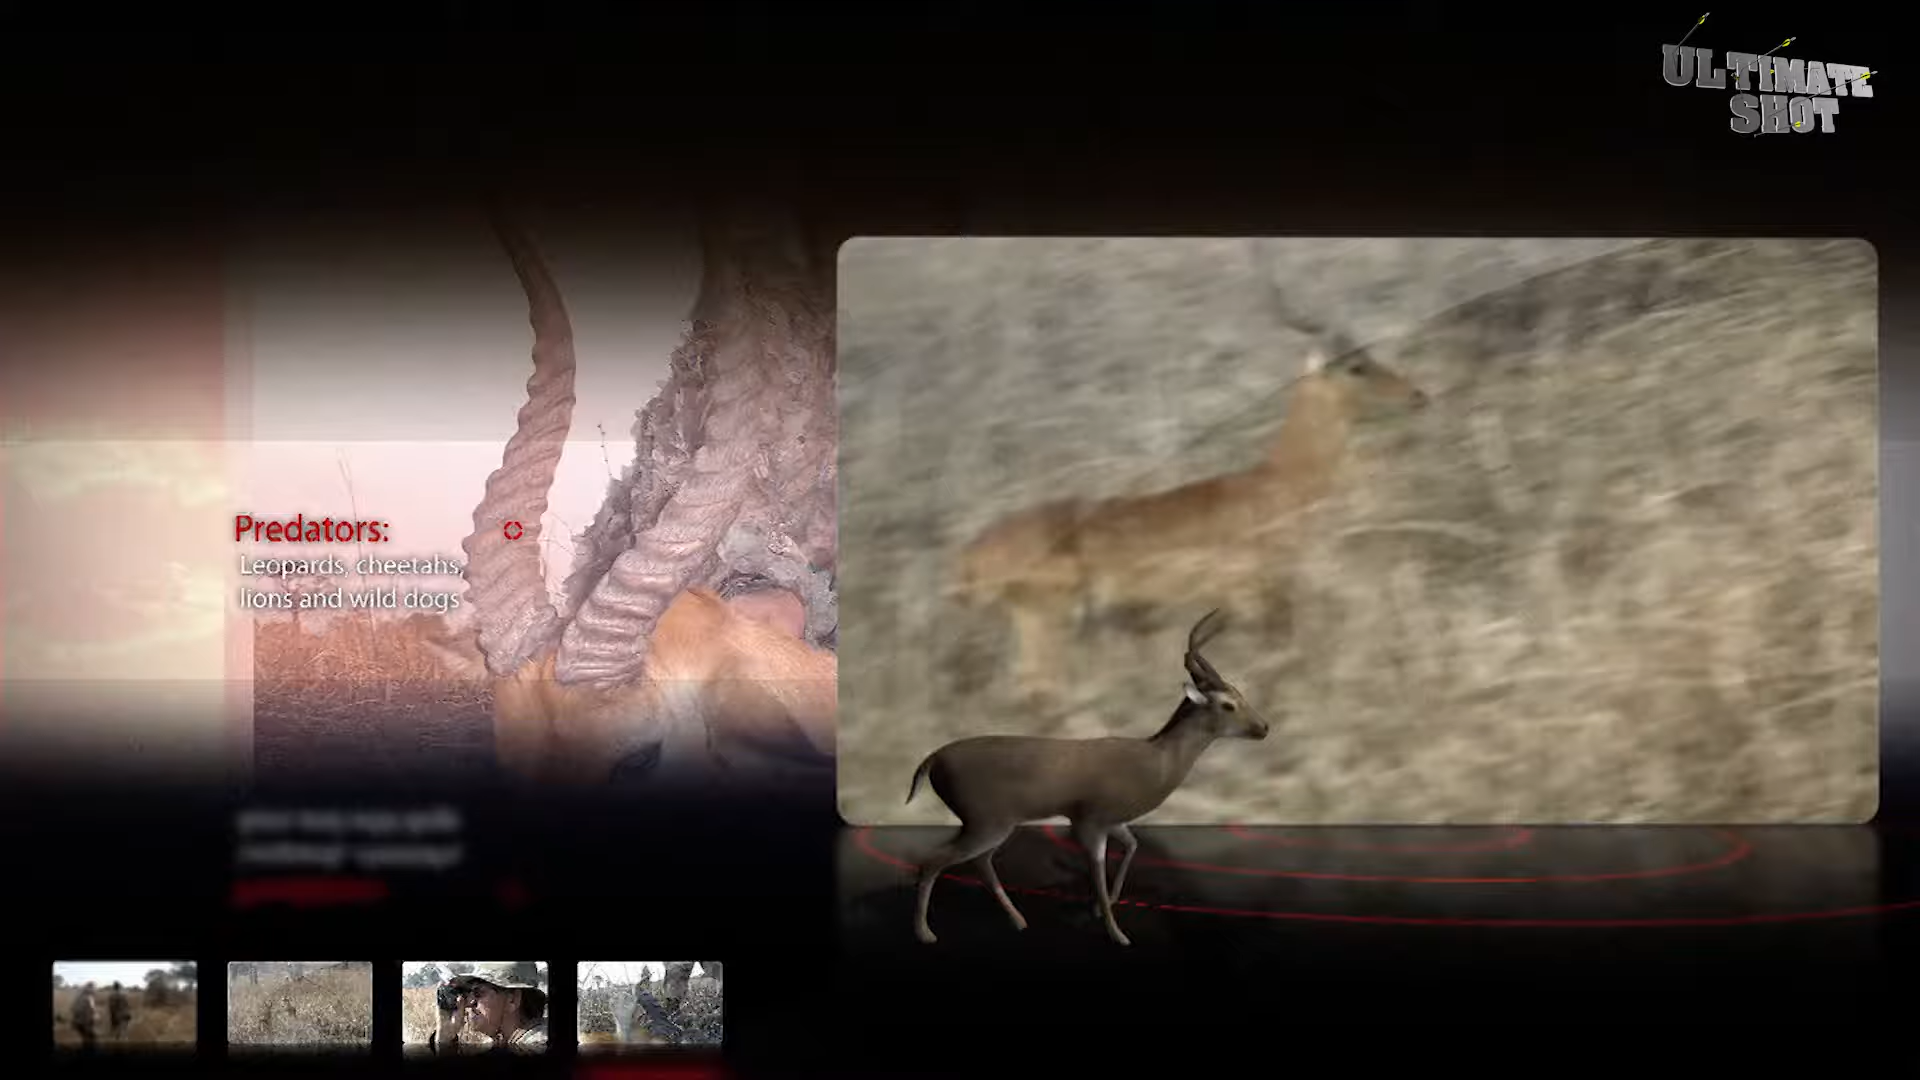 ULTIMATE
SHOT
Predators:
Leopards, cheetahs,
lions and wild dogs